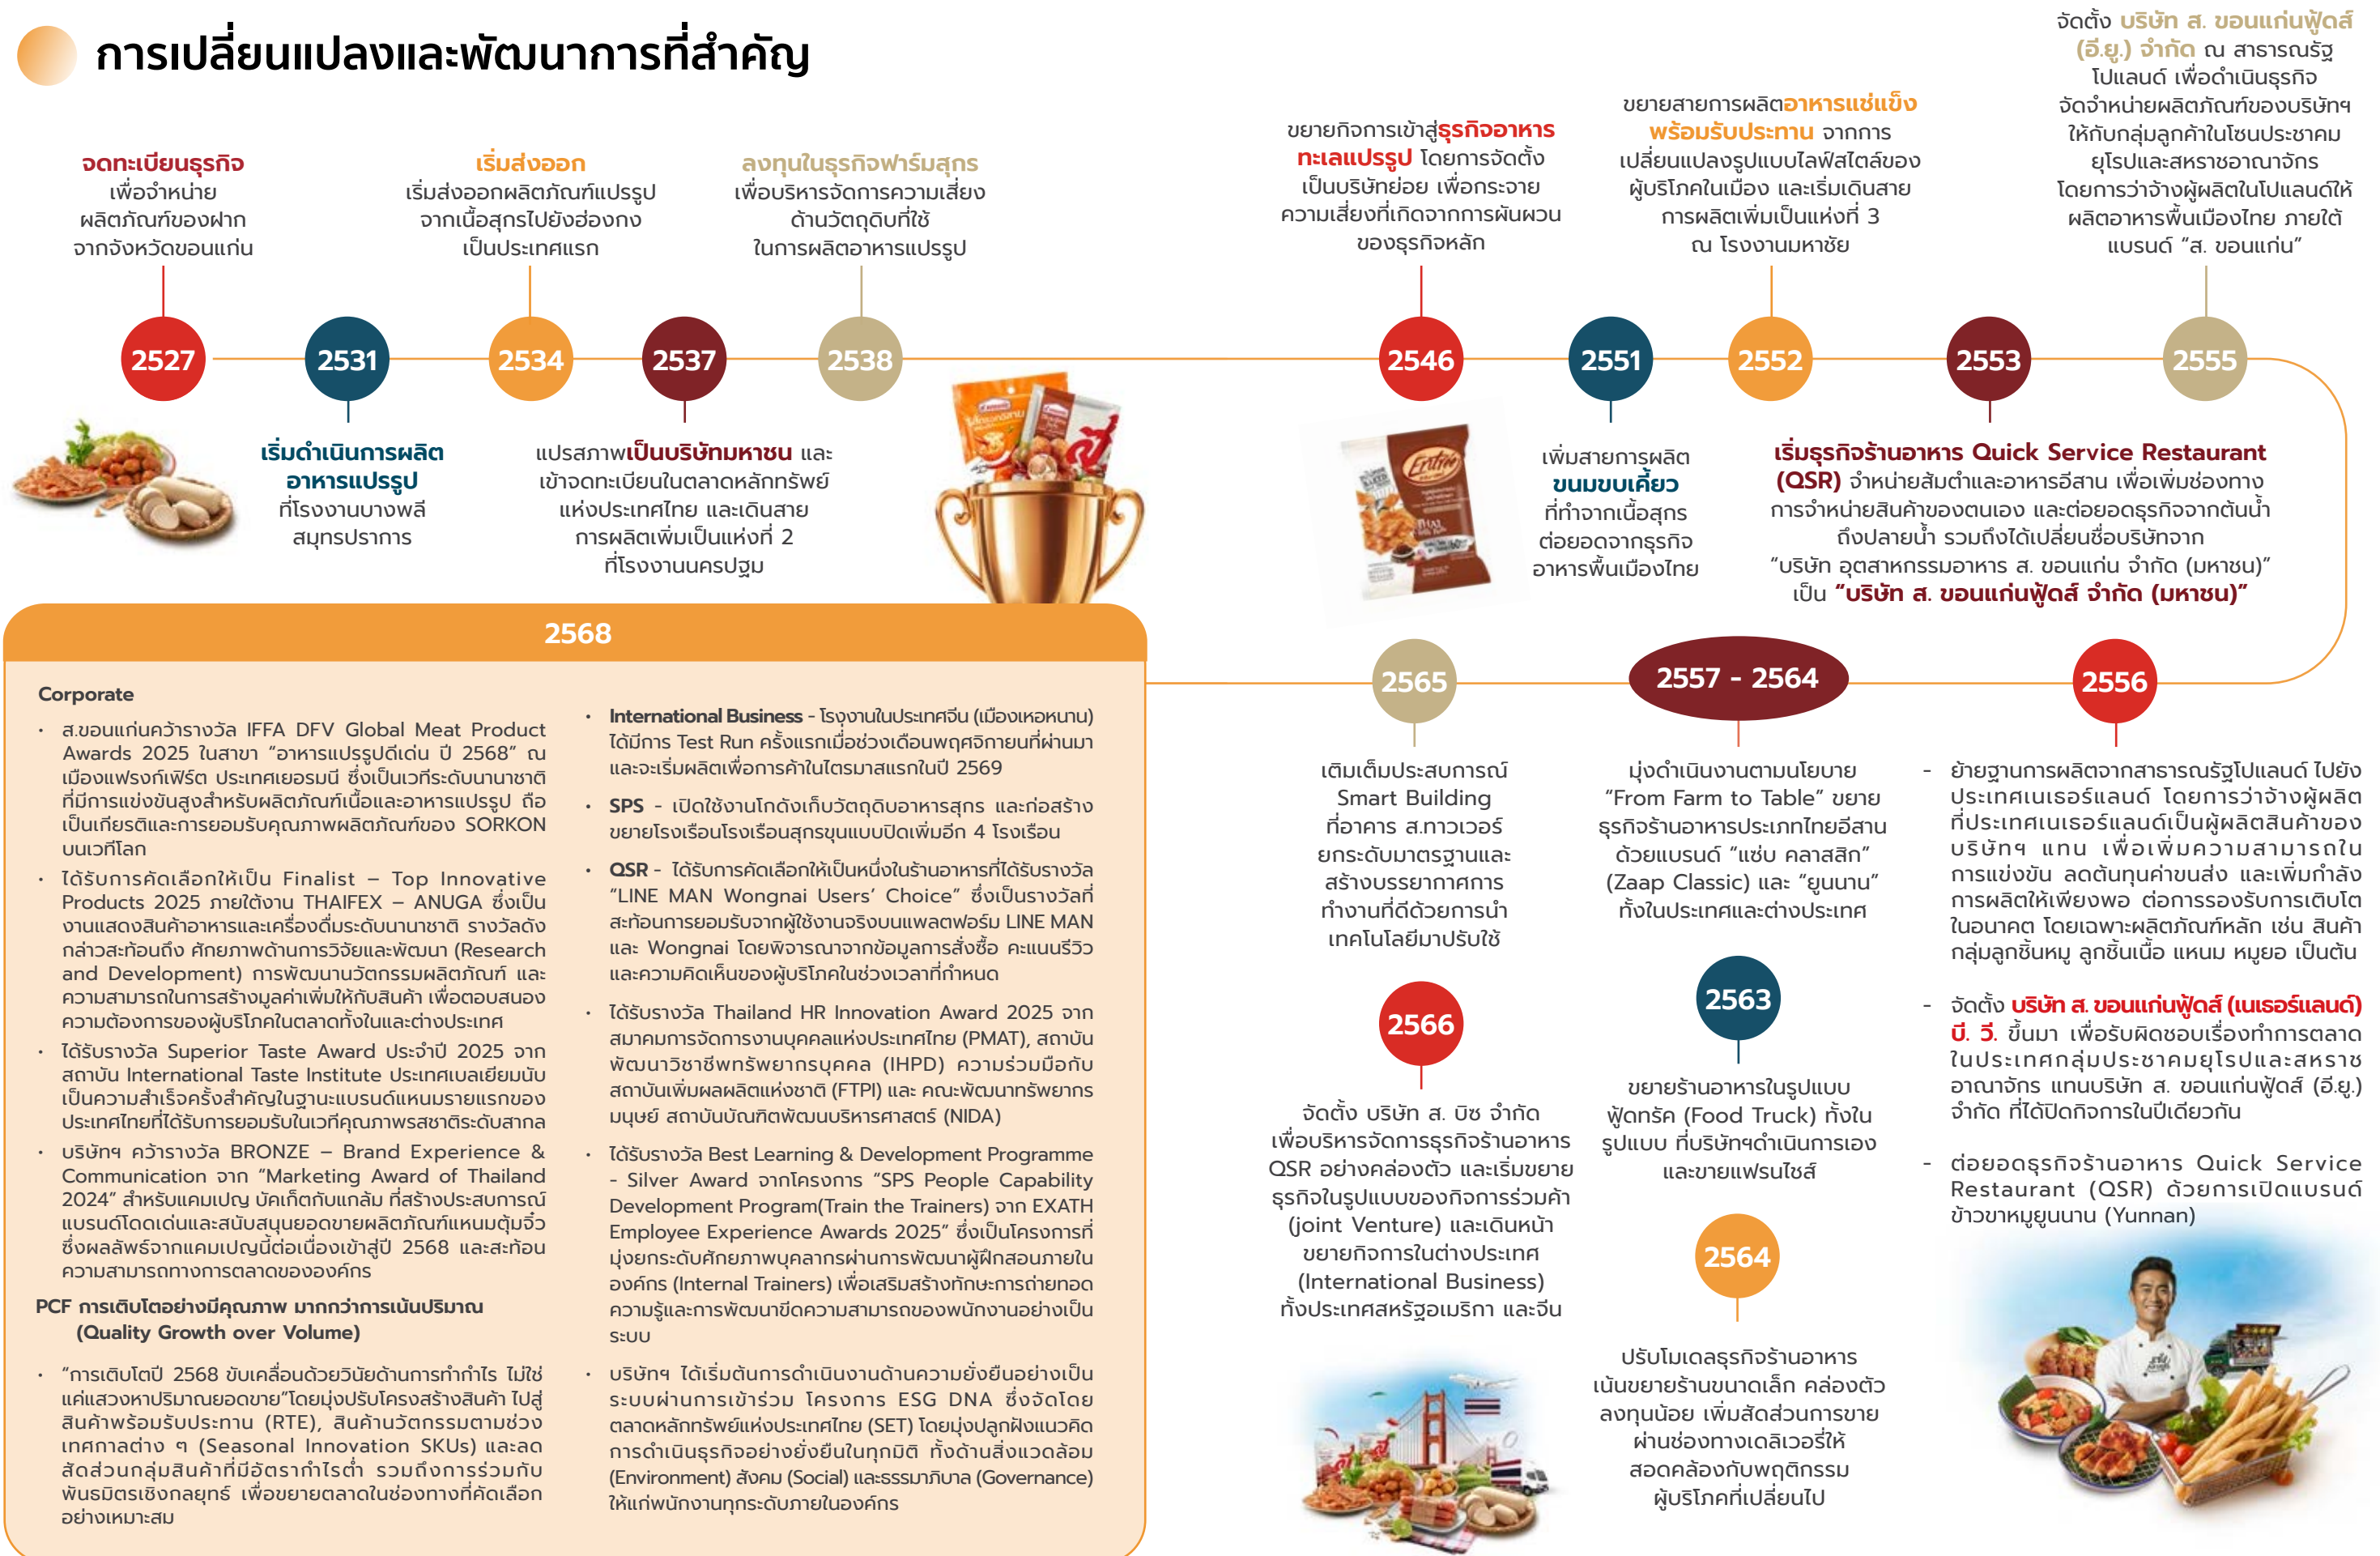 การเปลี่ยนแปลงและพัฒนาการที่สำคัญ
จดทะเบียนธุรกิจ
เพื่อจำหน่าย
ผลิตภัณฑ์ของฝาก
จากจังหวัดขอนแก่น
2527
2531
เริ่มดำเนินการผลิต
อาหารแปรรูป
ที่โรงงานบางพลี
สมุทรปราการ
เริ่มส่งออก
เริ่มส่งออกผลิตภัณฑ์แปรรูป
จากเนื้อสุกรไปยังฮ่องกง
เป็นประเทศแรก
2534
2537
แปรสภาพเป็นบริษัทมหาชน และ
เข้าจดทะเบียนในตลาดหลักทรัพย์
แห่งประเทศไทย และเดินสาย
การผลิตเพิ่มเป็นแห่งที่ 2
ที่โรงงานนครปฐม
ลงทุนในธุรกิจฟาร์มสุกร
เพื่อบริหารจัดการความเสี่ยง
ด้านวัตถุดิบที่ใช้
ในการผลิตอาหารแปรรูป
2538
ขยายกิจการเข้าสู่ธุรกิจอาหาร
ทะเลแปรรูป โดยการจัดตั้ง
เป็นบริษัทย่อย เพื่อกระจาย
ความเสี่ยงที่เกิดจากการผันผวน
ของธุรกิจหลัก
2546
2551
Entrée
เพิ่มสายการผลิต
ขนมขบเคี้ยว
ที่ทำจากเนื้อสุกร
ต่อยอดจากธุรกิจ
อาหารพื้นเมืองไทย
ขยายสายการผลิตอาหารแช่แข็ง
พร้อมรับประทาน จากการ
เปลี่ยนแปลงรูปแบบไลฟ์สไตล์ของ
ผู้บริโภคในเมือง และเริ่มเดินสาย
การผลิตเพิ่มเป็นแห่งที่ 3
ณ โรงงานมหาชัย
2552
2553
เริ่มธุรกิจร้านอาหาร Quick Service Restaurant
(QSR) จำหน่ายส้มตำและอาหารอีสาน เพื่อเพิ่มช่องทาง
การจำหน่ายสินค้าของตนเอง และต่อยอดธุรกิจจากต้นน้ำ
ถึงปลายน้ำ รวมถึงได้เปลี่ยนชื่อบริษัทจาก
“บริษัท อุตสาหกรรมอาหาร ส. ขอนแก่น จำกัด (มหาชน)”
เป็น “บริษัท ส. ขอนแก่นฟู้ดส์ จำกัด (มหาชน)”
จัดตั้ง บริษัท ส. ขอนแก่นฟู้ดส์
(อี.ยู.) จำกัด ณ สาธารณรัฐ
โปแลนด์ เพื่อดำเนินธุรกิจ
จัดจำหน่ายผลิตภัณฑ์ของบริษัทฯ
ให้กับกลุ่มลูกค้าในโซนประชาคม
ยุโรปและสหราชอาณาจักร
โดยการว่าจ้างผู้ผลิตในโปแลนด์ให้
ผลิตอาหารพื้นเมืองไทย ภายใต้
แบรนด์ “ส. ขอนแก่น”
2555
2556
- ย้ายฐานการผลิตจากสาธารณรัฐโปแลนด์ ไปยัง
ประเทศเนเธอร์แลนด์ โดยการว่าจ้างผู้ผลิต
ที่ประเทศเนเธอร์แลนด์เป็นผู้ผลิตสินค้าของ
บริษัทฯ แทน เพื่อเพิ่มความสามารถใน
การแข่งขัน ลดต้นทุนค่าขนส่ง และเพิ่มกำลัง
การผลิตให้เพียงพอ ต่อการรองรับการเติบโต
ในอนาคต โดยเฉพาะผลิตภัณฑ์หลัก เช่น สินค้า
กลุ่มลูกชิ้นหมู ลูกชิ้นเนื้อ แหนม หมูยอ เป็นต้น
- จัดตั้ง บริษัท ส. ขอนแก่นฟู้ดส์ (เนเธอร์แลนด์)
บี. วี. ขึ้นมา เพื่อรับผิดชอบเรื่องทำการตลาด
ในประเทศกลุ่มประชาคมยุโรปและสหราช
อาณาจักร แทนบริษัท ส. ขอนแก่นฟู้ดส์ (อี.ยู.)
จำกัด ที่ได้ปิดกิจการในปีเดียวกัน
- ต่อยอดธุรกิจร้านอาหาร Quick Service
Restaurant (QSR) ด้วยการเปิดแบรนด์
ข้าวขาหมูยูนนาน (Yunnan)
2557 - 2564
มุ่งดำเนินงานตามนโยบาย
“From Farm to Table” ขยาย
ธุรกิจร้านอาหารประเภทไทยอีสาน
ด้วยแบรนด์ “แซ่บ คลาสสิก”
(Zaap Classic) และ “ยูนนาน”
ทั้งในประเทศและต่างประเทศ
2563
ขยายร้านอาหารในรูปแบบ
ฟู้ดทรัค (Food Truck) ทั้งใน
รูปแบบ ที่บริษัทฯดำเนินการเอง
และขายแฟรนไชส์
2564
ปรับโมเดลธุรกิจร้านอาหาร
เน้นขยายร้านขนาดเล็ก คล่องตัว
ลงทุนน้อย เพิ่มสัดส่วนการขาย
ผ่านช่องทางเดลิเวอรี่ให้
สอดคล้องกับพฤติกรรม
ผู้บริโภคที่เปลี่ยนไป
2565
เติมเต็มประสบการณ์
Smart Building
ที่อาคาร ส.ทาวเวอร์
ยกระดับมาตรฐานและ
สร้างบรรยากาศการ
ทำงานที่ดีด้วยการนำ
เทคโนโลยีมาปรับใช้
2566
จัดตั้ง บริษัท ส. บิซ จำกัด
เพื่อบริหารจัดการธุรกิจร้านอาหาร
QSR อย่างคล่องตัว และเริ่มขยาย
ธุรกิจในรูปแบบของกิจการร่วมค้า
(joint Venture) และเดินหน้า
ขยายกิจการในต่างประเทศ
(International Business)
ทั้งประเทศสหรัฐอเมริกา และจีน
2568
Corporate
• ส.ขอนแก่นคว้ารางวัล IFFA DFV Global Meat Product
Awards 2025 ในสาขา “อาหารแปรรูปดีเด่น ปี 2568” ณ
เมืองแฟรงก์เฟิร์ต ประเทศเยอรมนี ซึ่งเป็นเวทีระดับนานาชาติ
ที่มีการแข่งขันสูงสำหรับผลิตภัณฑ์เนื้อและอาหารแปรรูป ถือ
เป็นเกียรติและการยอมรับคุณภาพผลิตภัณฑ์ของ SORKON
บนเวทีโลก
• ได้รับการคัดเลือกให้เป็น Finalist – Top Innovative
Products 2025 ภายใต้งาน THAIFEX – ANUGA ซึ่งเป็น
งานแสดงสินค้าอาหารและเครื่องดื่มระดับนานาชาติ รางวัลดัง
กล่าวสะท้อนถึง ศักยภาพด้านการวิจัยและพัฒนา (Research
and Development) การพัฒนานวัตกรรมผลิตภัณฑ์ และ
ความสามารถในการสร้างมูลค่าเพิ่มให้กับสินค้า เพื่อตอบสนอง
ความต้องการของผู้บริโภคในตลาดทั้งในและต่างประเทศ
• ได้รับรางวัล Superior Taste Award ประจำปี 2025 จาก
สถาบัน International Taste Institute ประเทศเบลเยียมนับ
เป็นความสำเร็จครั้งสำคัญในฐานะแบรนด์แหนมรายแรกของ
ประเทศไทยที่ได้รับการยอมรับในเวทีคุณภาพรสชาติระดับสากล
• บริษัทฯ คว้ารางวัล BRONZE – Brand Experience &
Communication จาก “Marketing Award of Thailand
2024” สำหรับแคมเปญ บัคเก็ตกับแกล้ม ที่สร้างประสบการณ์
แบรนด์โดดเด่นและสนับสนุนยอดขายผลิตภัณฑ์แหนมตุ้มจิ๋ว
ซึ่งผลลัพธ์จากแคมเปญนี้ต่อเนื่องเข้าสู่ปี 2568 และสะท้อน
ความสามารถทางการตลาดขององค์กร
PCF การเติบโตอย่างมีคุณภาพ มากกว่าการเน้นปริมาณ
(Quality Growth over Volume)
• “การเติบโตปี 2568 ขับเคลื่อนด้วยวินัยด้านการทำกำไร ไม่ใช่
แค่แสวงหาปริมาณยอดขาย”โดยมุ่งปรับโครงสร้างสินค้า ไปสู่
สินค้าพร้อมรับประทาน (RTE), สินค้านวัตกรรมตามช่วง
เทศกาลต่าง ๆ (Seasonal Innovation SKUs) และลด
สัดส่วนกลุ่มสินค้าที่มีอัตรากำไรต่ำ รวมถึงการร่วมกับ
พันธมิตรเชิงกลยุทธ์ เพื่อขยายตลาดในช่องทางที่คัดเลือก
อย่างเหมาะสม
• International Business - โรงงานในประเทศจีน (เมืองเหอหนาน)
ได้มีการ Test Run ครั้งแรกเมื่อช่วงเดือนพฤศจิกายนที่ผ่านมา
และจะเริ่มผลิตเพื่อการค้าในไตรมาสแรกในปี 2569
• SPS - เปิดใช้งานโกดังเก็บวัตถุดิบอาหารสุกร และก่อสร้าง
ขยายโรงเรือนโรงเรือนสุกรขุนแบบปิดเพิ่มอีก 4 โรงเรือน
• QSR - ได้รับการคัดเลือกให้เป็นหนึ่งในร้านอาหารที่ได้รับรางวัล
“LINE MAN Wongnai Users’ Choice” ซึ่งเป็นรางวัลที่
สะท้อนการยอมรับจากผู้ใช้งานจริงบนแพลตฟอร์ม LINE MAN
และ Wongnai โดยพิจารณาจากข้อมูลการสั่งซื้อ คะแนนรีวิว
และความคิดเห็นของผู้บริโภคในช่วงเวลาที่กำหนด
• ได้รับรางวัล Thailand HR Innovation Award 2025 จาก
สมาคมการจัดการงานบุคคลแห่งประเทศไทย (PMAT), สถาบัน
พัฒนาวิชาชีพทรัพยากรบุคคล (IHPD) ความร่วมมือกับ
สถาบันเพิ่มผลผลิตแห่งชาติ (FTPI) และ คณะพัฒนาทรัพยากร
มนุษย์ สถาบันบัณฑิตพัฒนบริหารศาสตร์ (NIDA)
• ได้รับรางวัล Best Learning & Development Programme
- Silver Award จากโครงการ “SPS People Capability
Development Program(Train the Trainers) จาก EXATH
Employee Experience Awards 2025” ซึ่งเป็นโครงการที่
มุ่งยกระดับศักยภาพบุคลากรผ่านการพัฒนาผู้ฝึกสอนภายใน
องค์กร (Internal Trainers) เพื่อเสริมสร้างทักษะการถ่ายทอด
ความรู้และการพัฒนาขีดความสามารถของพนักงานอย่างเป็น
ระบบ
• บริษัทฯ ได้เริ่มต้นการดำเนินงานด้านความยั่งยืนอย่างเป็น
ระบบผ่านการเข้าร่วม โครงการ ESG DNA ซึ่งจัดโดย
ตลาดหลักทรัพย์แห่งประเทศไทย (SET) โดยมุ่งปลูกฝังแนวคิด
การดำเนินธุรกิจอย่างยั่งยืนในทุกมิติ ทั้งด้านสิ่งแวดล้อม
(Environment) สังคม (Social) และธรรมาภิบาล (Governance)
ให้แก่พนักงานทุกระดับภายในองค์กร